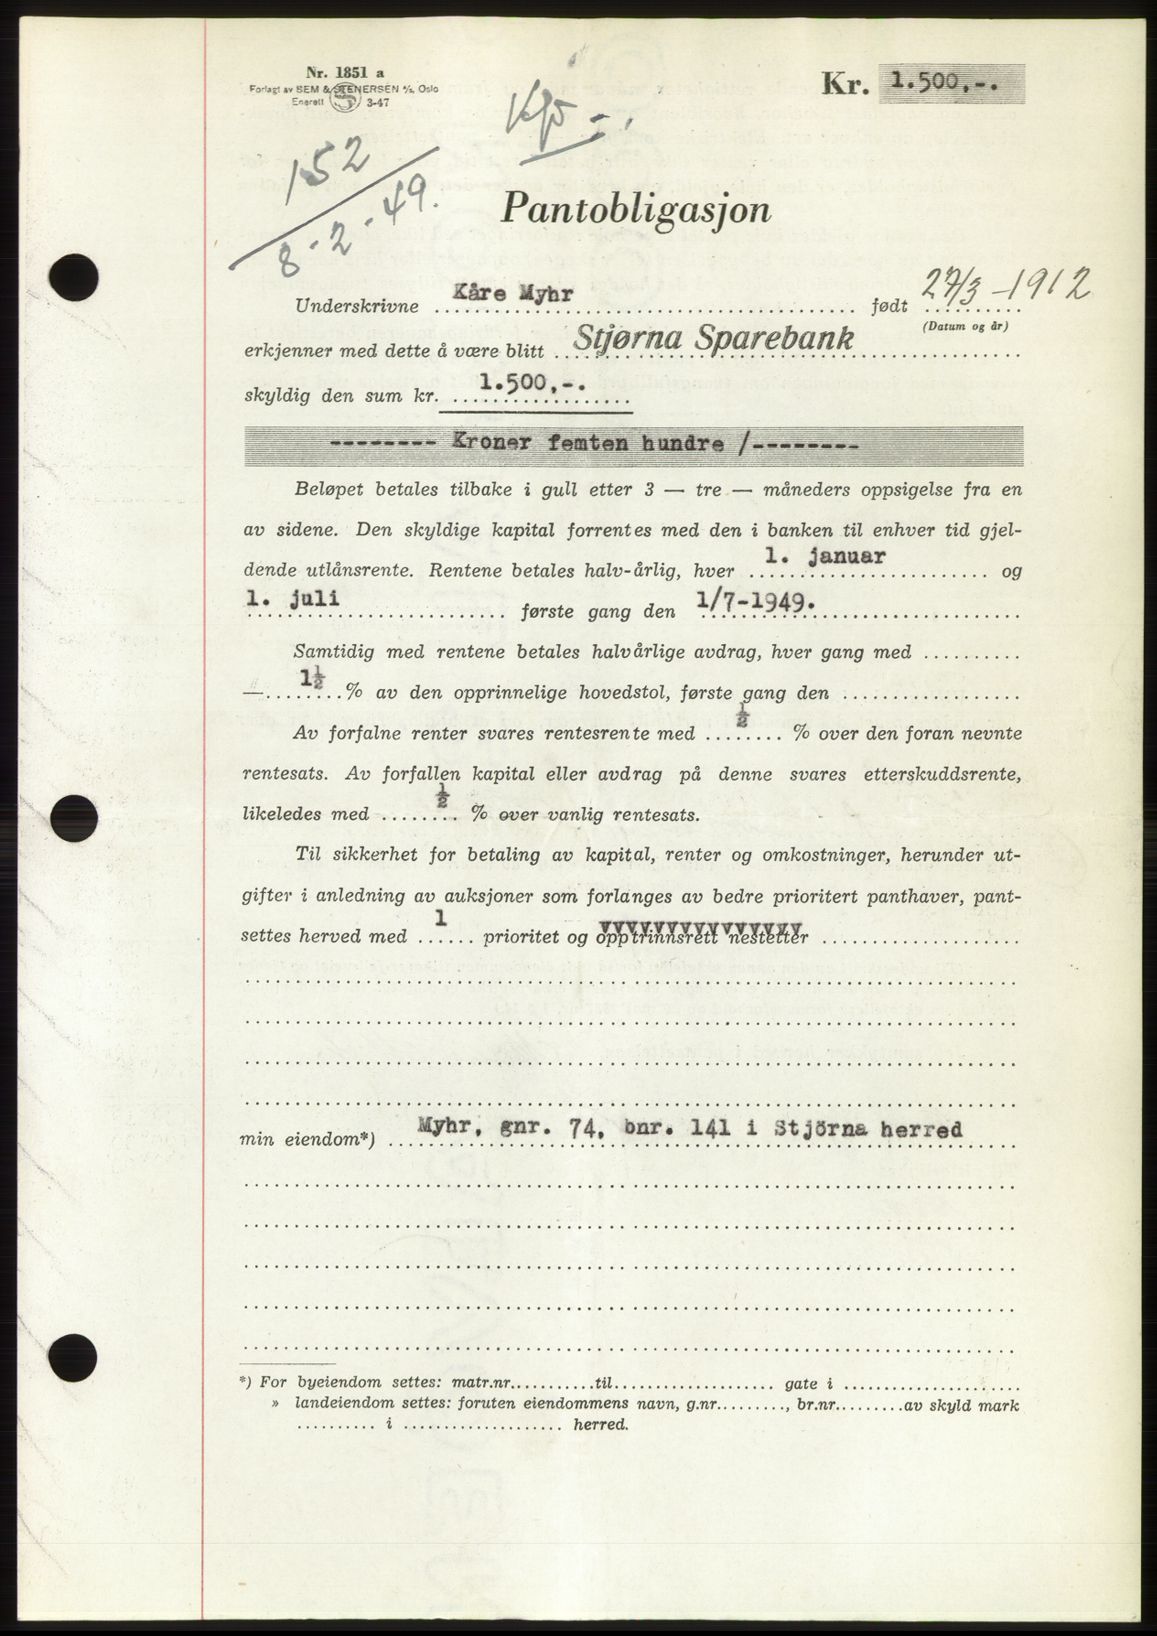 Nr. 1851 a
Forlagt av SEM & STENERSEN A/S, Oslo
Enerett 3-47
Kr. 1.500,-.
152
8-2-49.
Pantobligasjon
Underskrivne Kåre Myhr født 27/3-1912
(Datum og år)
erkjenner med dette å være blitt Stjørna Sparebank
skyldig den sum kr. 1.500,-.
-------- Kroner femten hundre /--------
Beløpet betales tilbake i gull etter 3 — tre — måneders oppsigelse fra en
av sidene. Den skyldige kapital forrentes med den i banken til enhver tid gjel-
dende utlånsrente. Rentene betales halv-årlig, hver 1. januar og
1. juli første gang den 1/7-1949.
Samtidig med rentene betales halvårlige avdrag, hver gang med ..........
— 1½ % av den opprinnelige hovedstol, første gang den ..................
Av forfalne renter svares rentesrente med ½ % over den foran nevnte
rentesats. Av forfallen kapital eller avdrag på denne svares etterskuddsrente,
likeledes med ½ % over vanlig rentesats.
Til sikkerhet for betaling av kapital, renter og omkostninger, herunder ut-
gifter i anledning av auksjoner som forlanges av bedre prioritert panthaver, pant-
settes herved med 1 prioritet og opptrinnsrett nestetter ....................
min eiendom*) Myhr, gnr. 74, bnr. 141 i Stjörna herred
*) For byeiendom settes: matr.nr...........til.................... gate i ......................
» landeiendom settes: foruten eiendommens navn, g.nr........., br.nr.........av skyld mark
.......... i .................... herred.